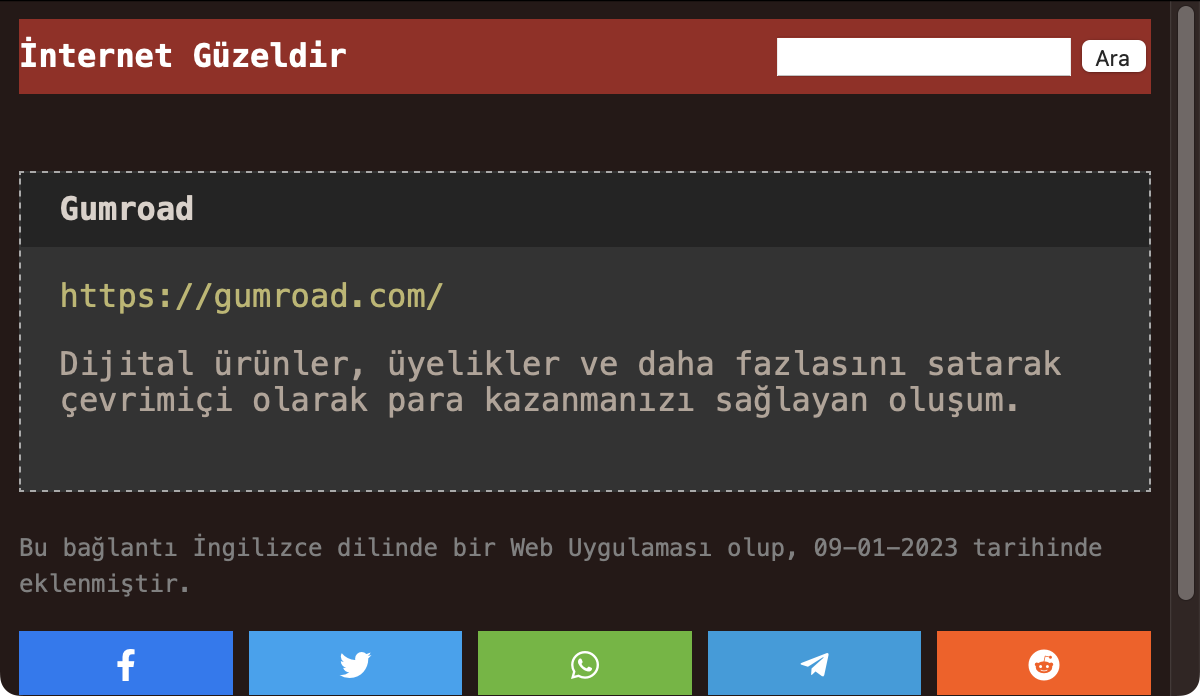 İnternet Güzeldir
Ara
Gumroad
https://gumroad.com/
Dijital ürünler, üyelikler ve daha fazlasını satarak
çevrimiçi olarak para kazanmanızı sağlayan oluşum.
Bu bağlantı İngilizce dilinde bir Web Uygulaması olup, 09-01-2023 tarihinde
eklenmiştir.